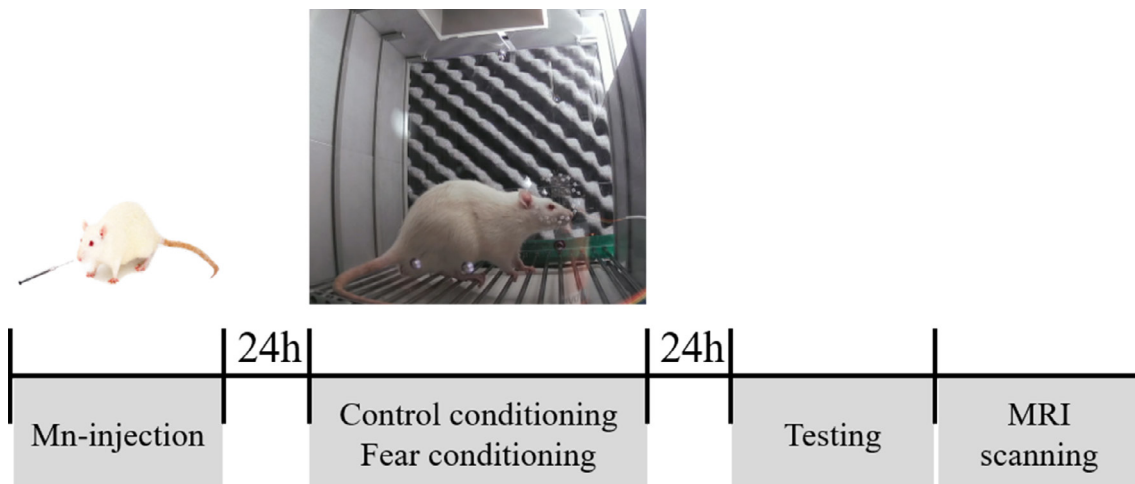 24h
24h
Mn-injection
Control conditioning
Fear conditioning
Testing
MRI
scanning